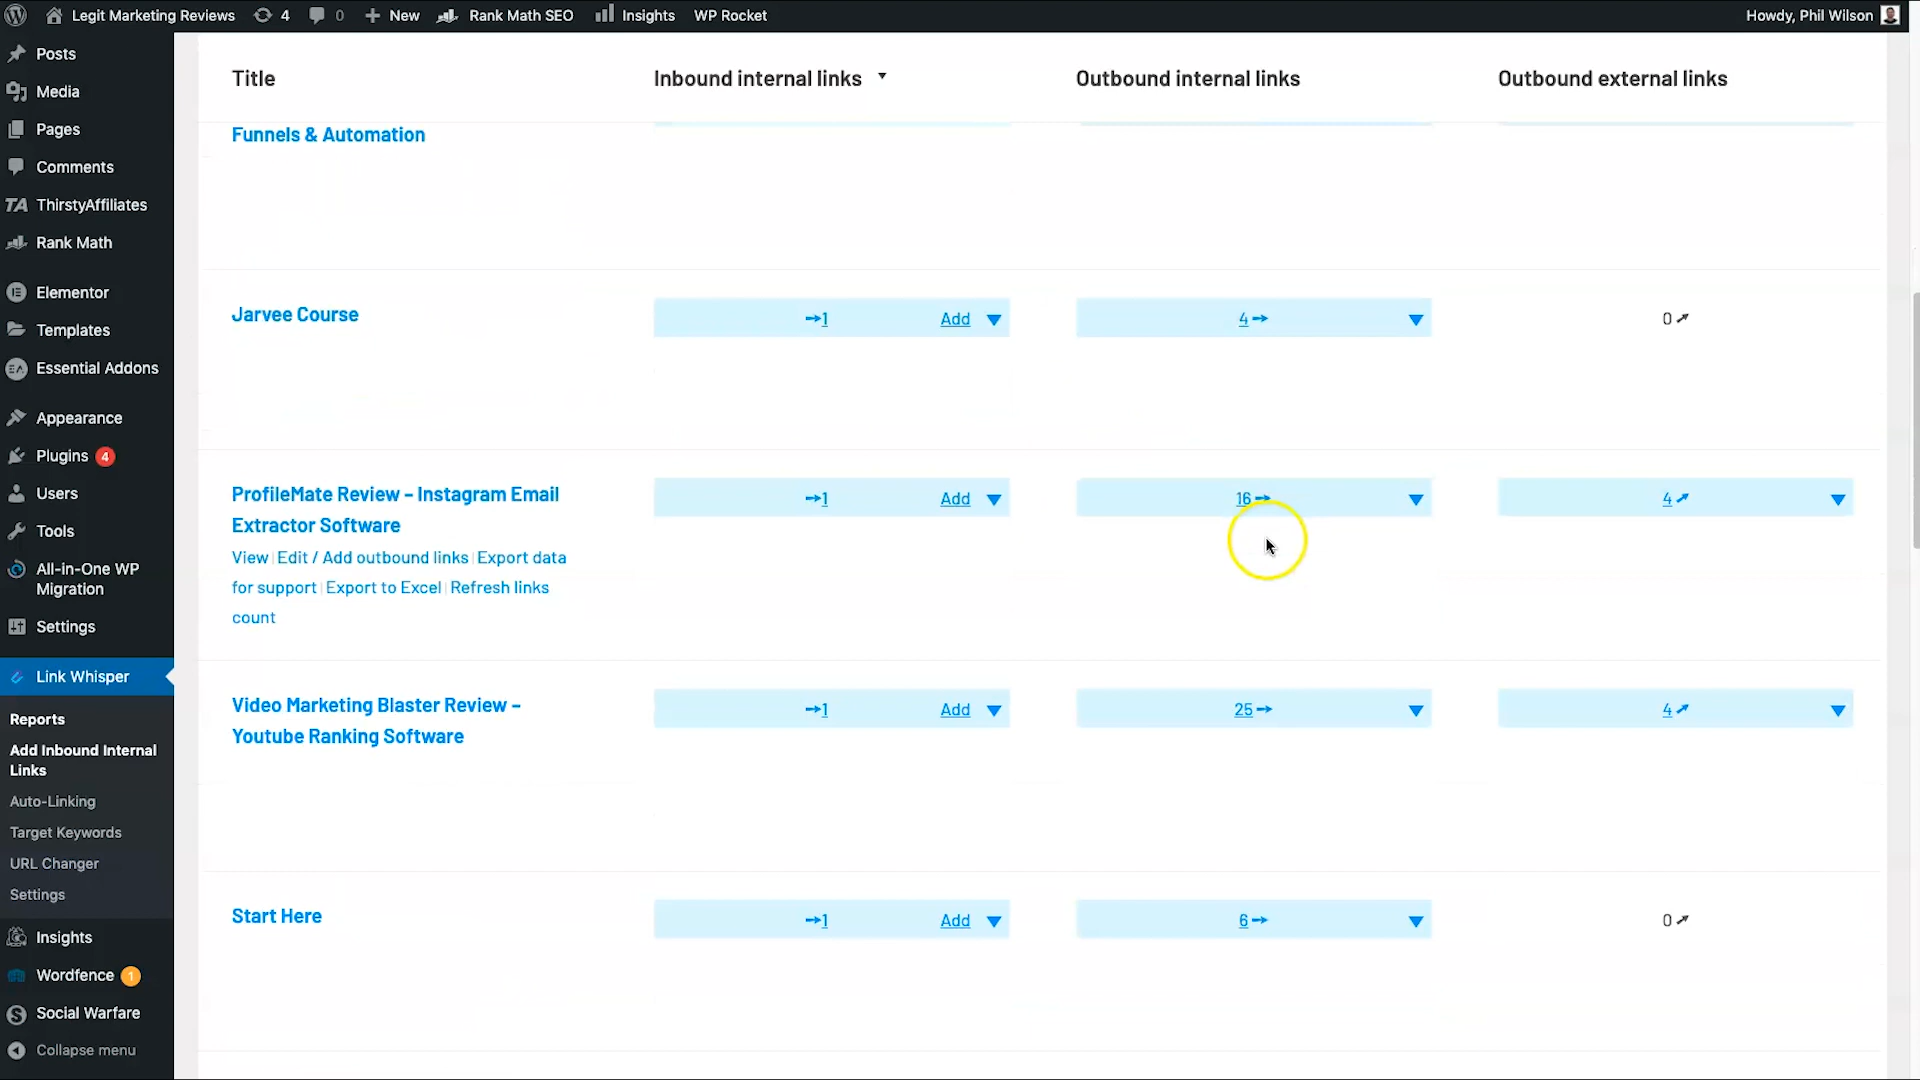 Legit Marketing Reviews 4 0 New Rank Math SEO Insights WP Rocket Howdy, Phil Wilson
Posts
Media
Pages
Comments
ThirstyAffiliates
Rank Math
Elementor
Templates
Essential Addons
Appearance
Plugins 4
Users
Tools
All-in-One WP
Migration
Settings
Link Whisper
Reports
Add Inbound Internal
Links
Auto-Linking
Target Keywords
URL Changer
Settings
Insights
Wordfence 1
Social Warfare
Collapse menu
Title Inbound internal links ▼ Outbound internal links Outbound external links
Funnels & Automation
Jarvee Course 1 Add 4 0
ProfileMate Review – Instagram Email 1 Add 16 4
Extractor Software
View | Edit / Add outbound links | Export data
for support | Export to Excel | Refresh links
count
Video Marketing Blaster Review – 1 Add 25 4
Youtube Ranking Software
Start Here 1 Add 6 0